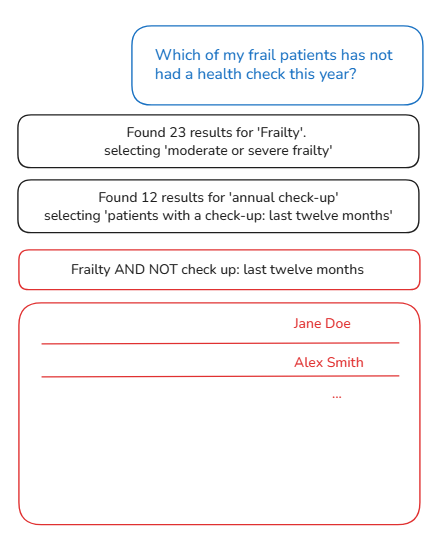 Which of my frail patients has not
had a health check this year?
Found 23 results for 'Frailty'.
selecting 'moderate or severe frailty'
Found 12 results for 'annual check-up'
selecting 'patients with a check-up: last twelve months'
Frailty AND NOT check up: last twelve months
Jane Doe
Alex Smith
...